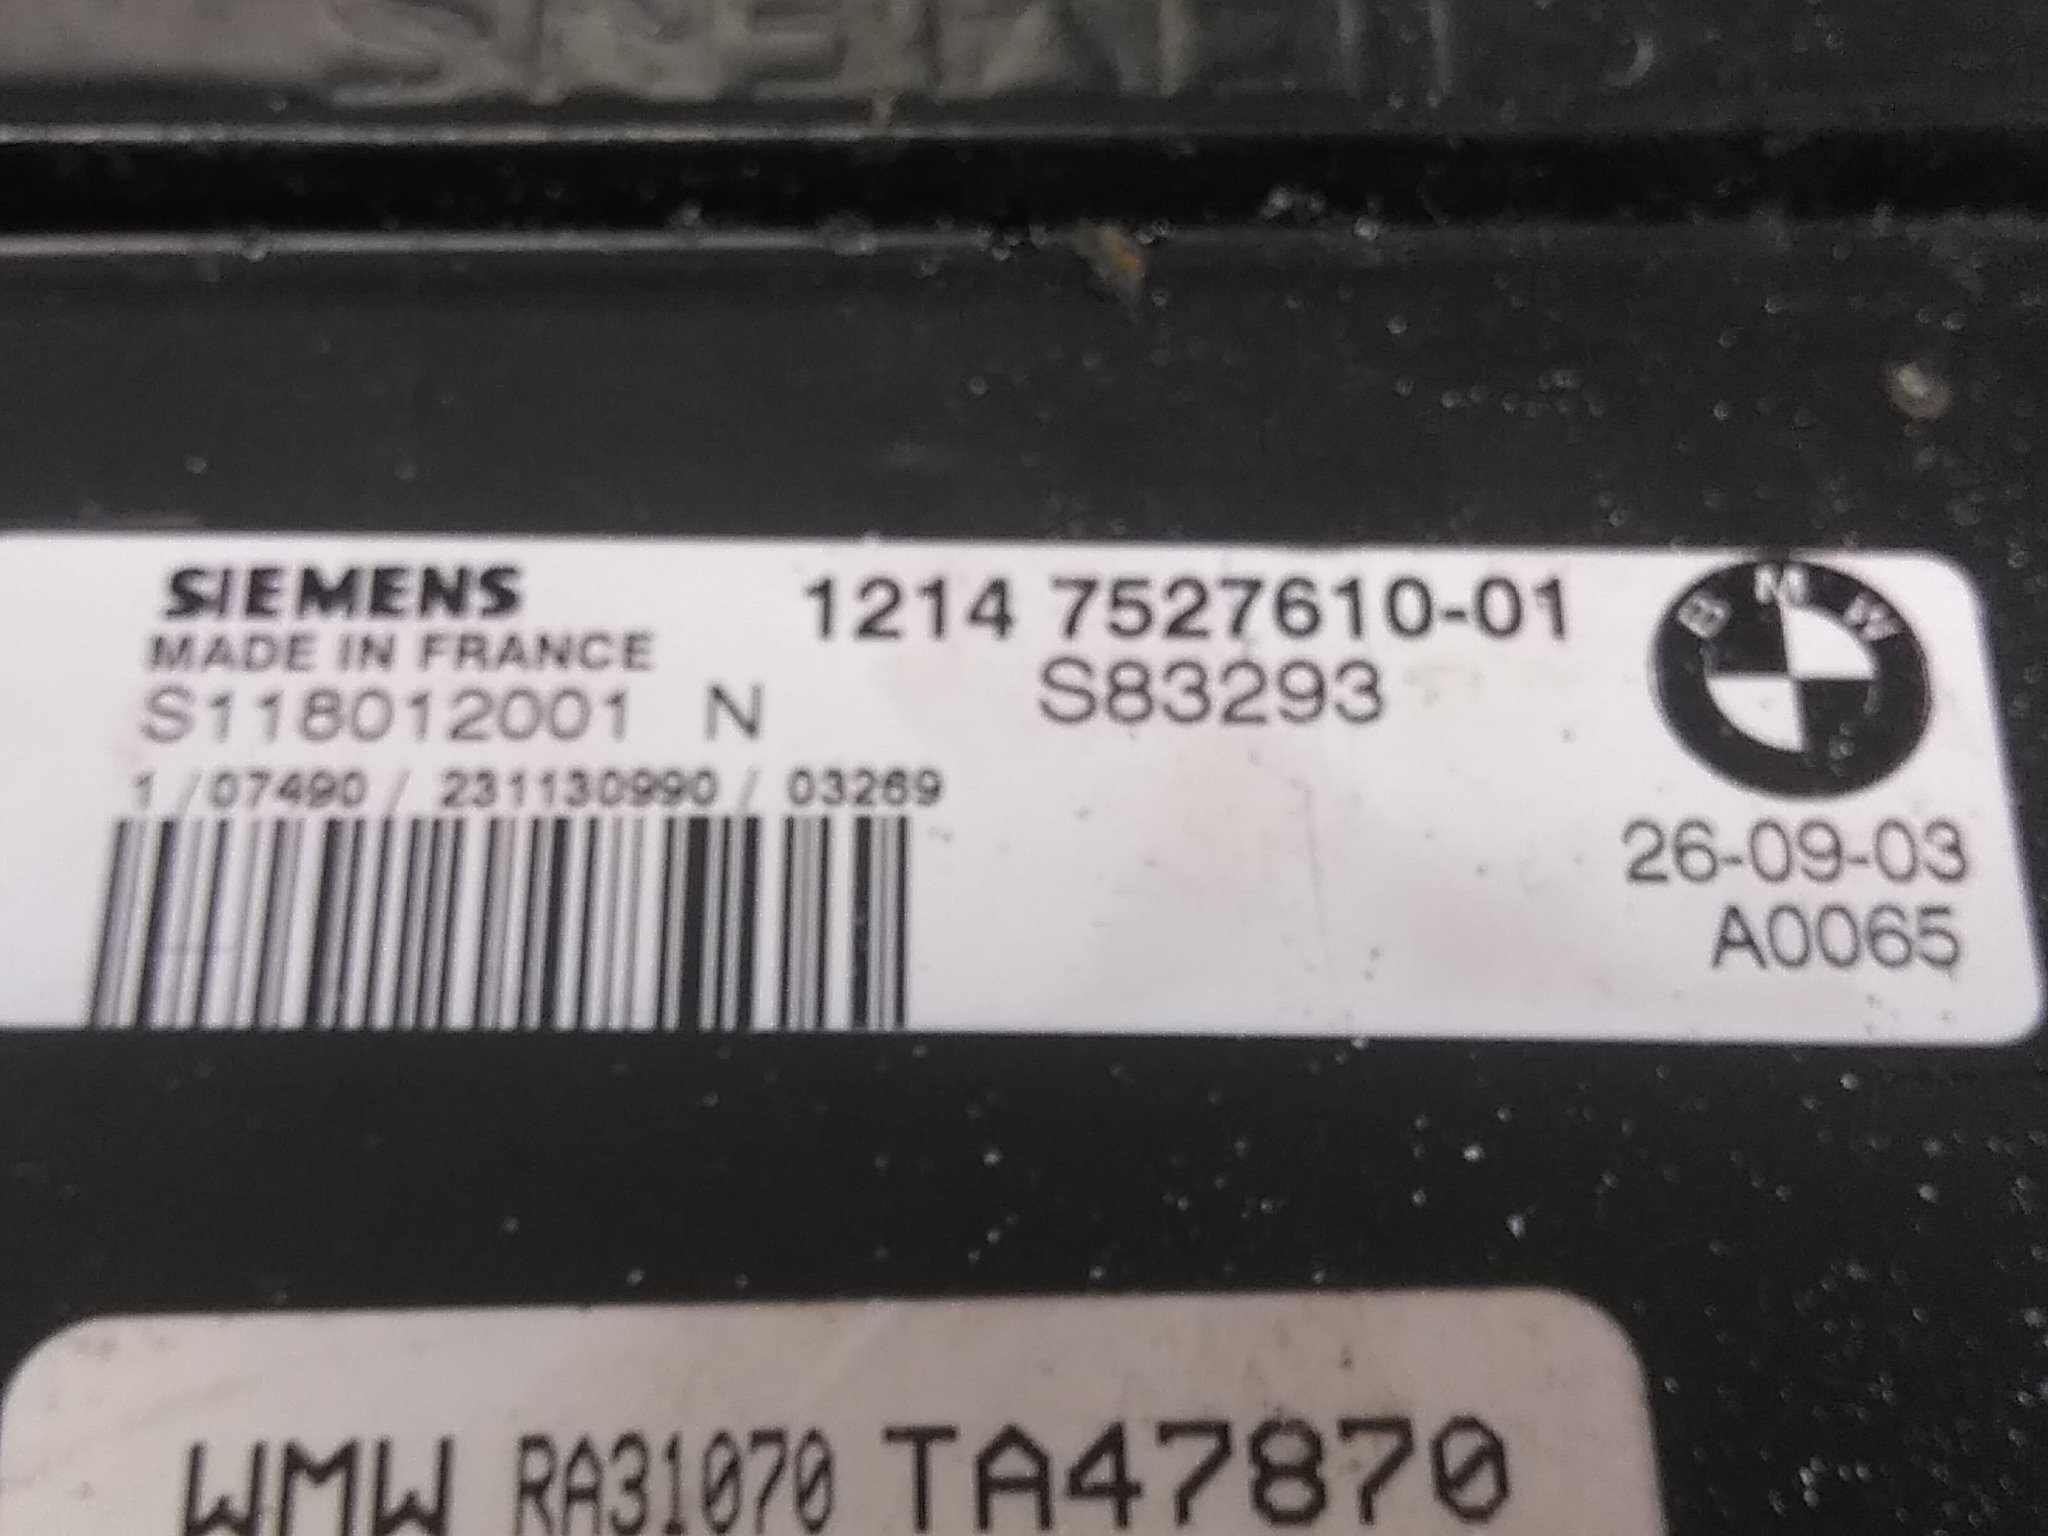 SIEMENS
MADE IN FRANCE
S118012001 N
1214 7527610-01
S83293
1 / 07490 / 231130990 / 03269
BMW
26-09-03
A0065
WMW RA31070 TA47870